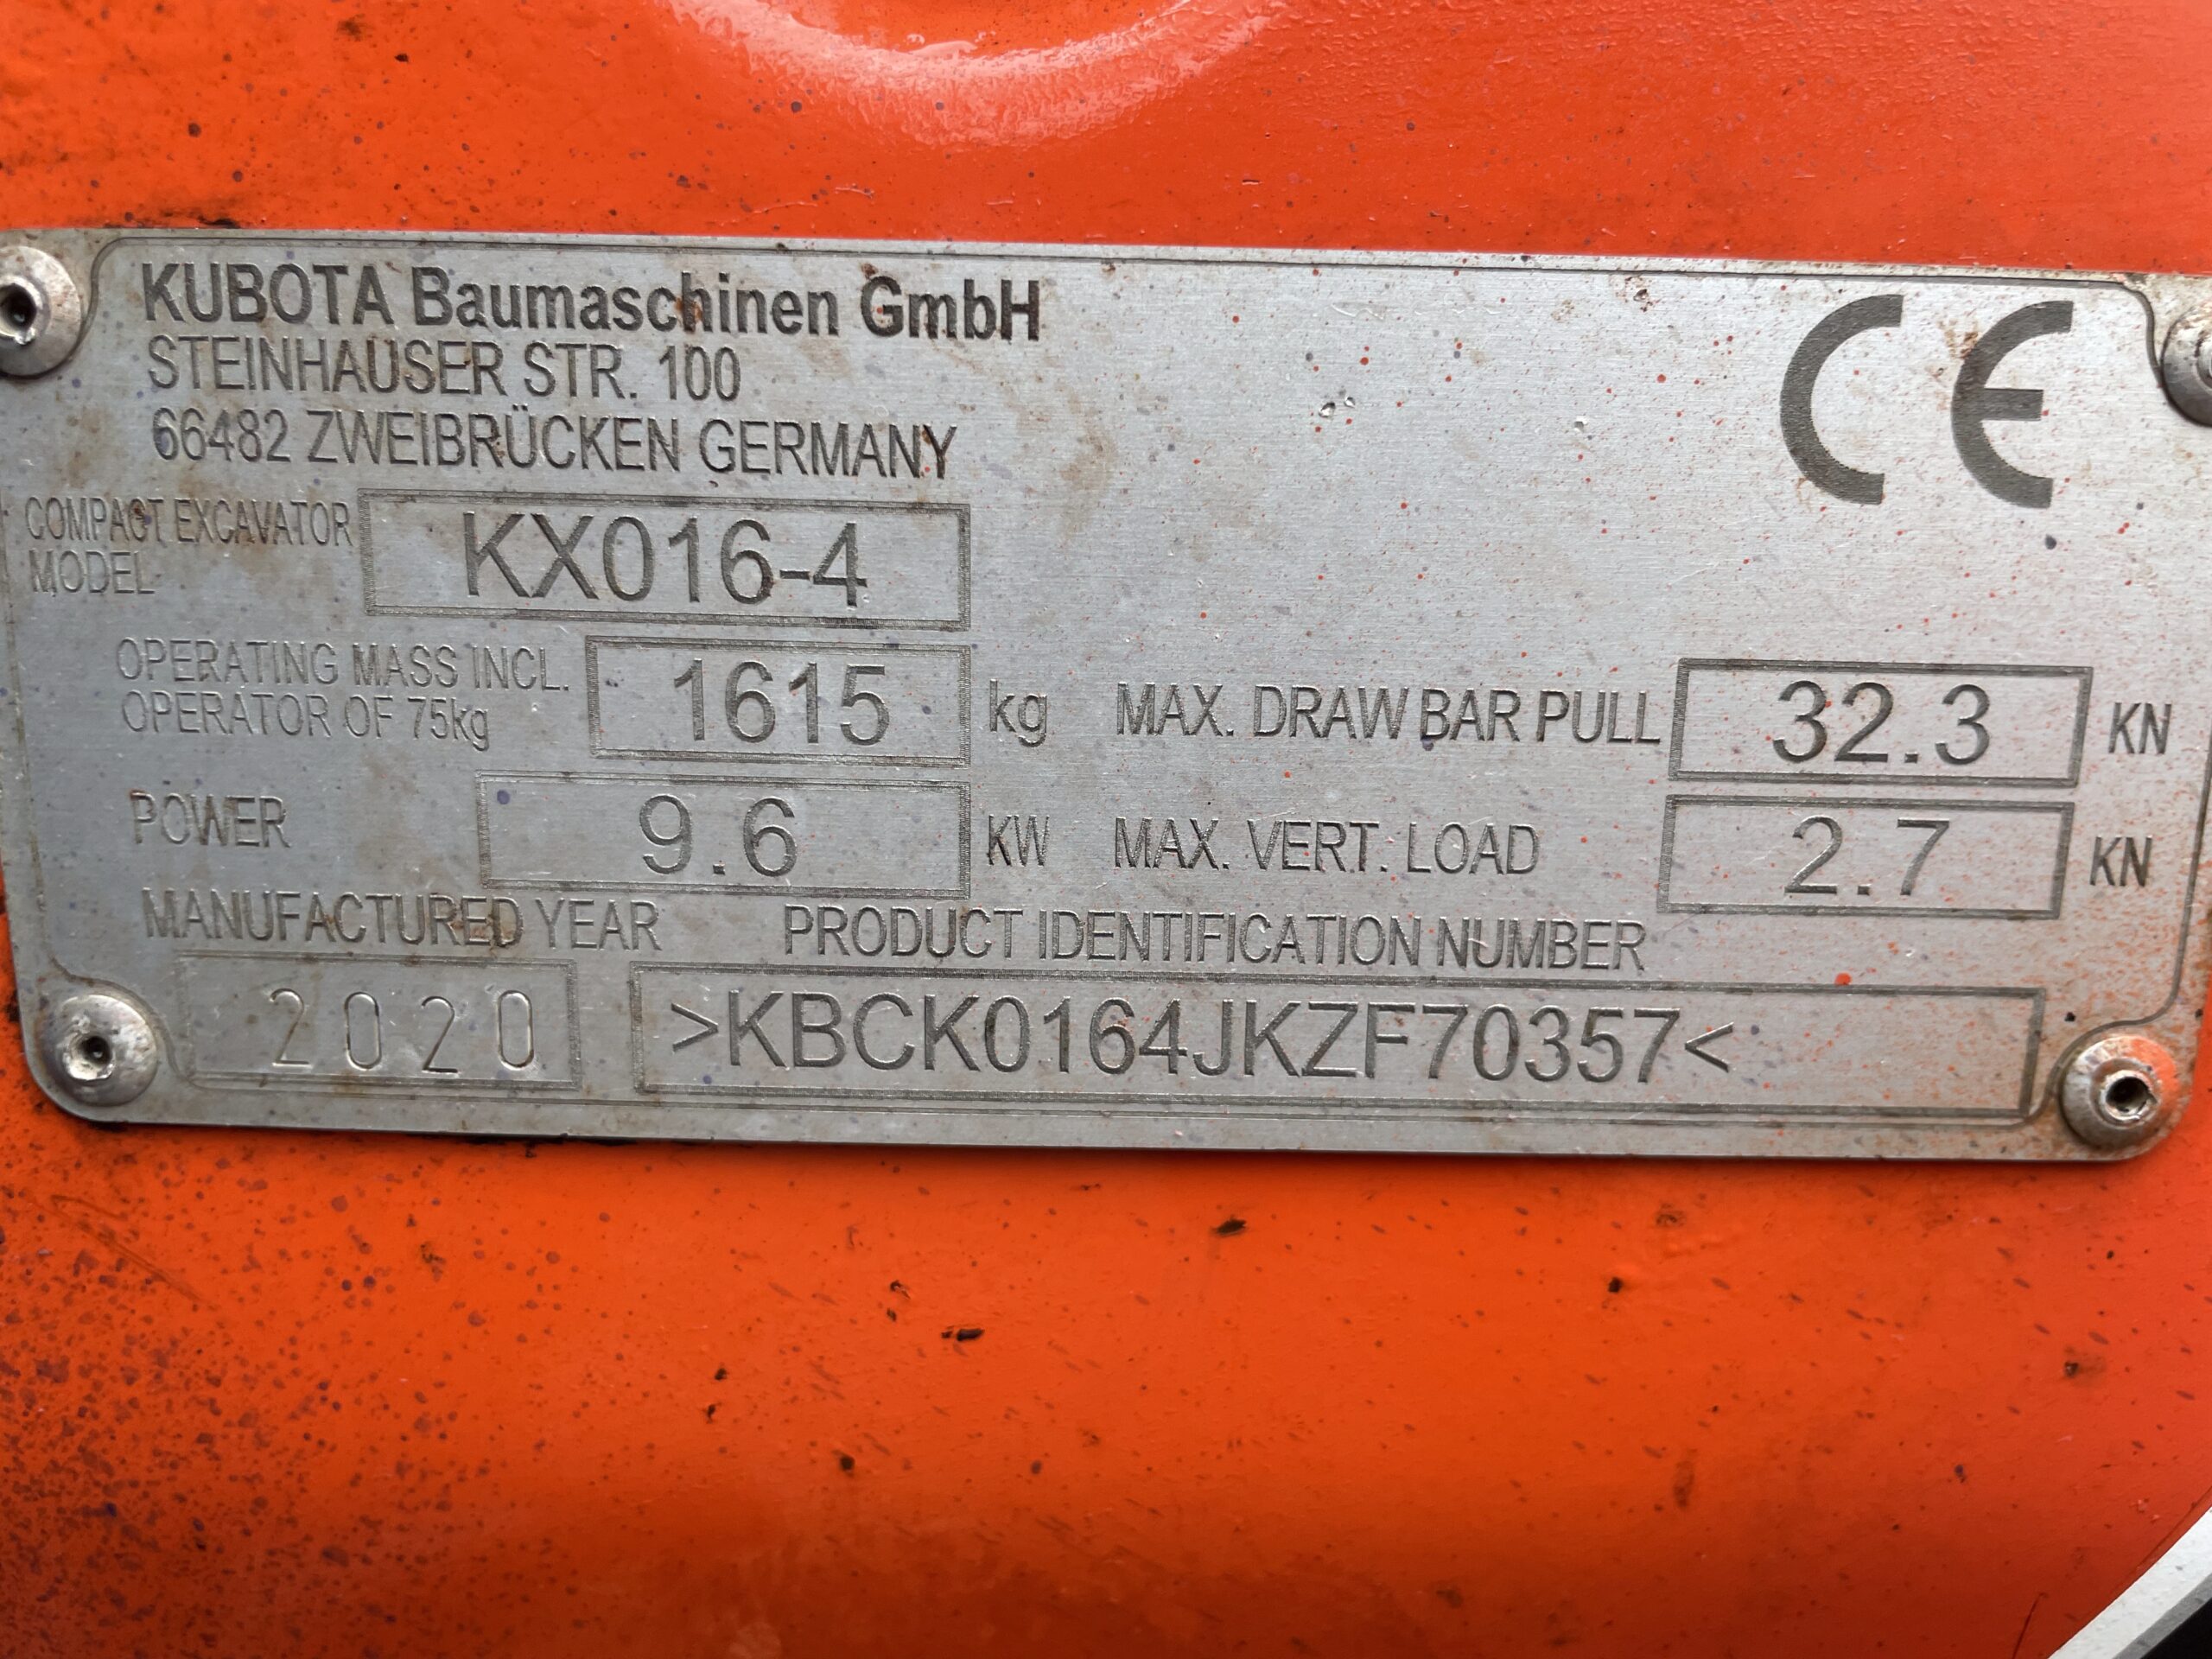 KUBOTA Baumaschinen GmbH
STEINHAUSER STR. 100
66482 ZWEIBRÜCKEN GERMANY
CE
COMPACT EXCAVATOR
MODEL
KX016-4
OPERATING MASS INCL.
OPERATOR OF 75kg
1615 kg
MAX. DRAW BAR PULL 32.3 KN
POWER 9.6 KW
MAX. VERT. LOAD 2.7 KN
MANUFACTURED YEAR
2020
PRODUCT IDENTIFICATION NUMBER
>KBCK0164JKZF70357<